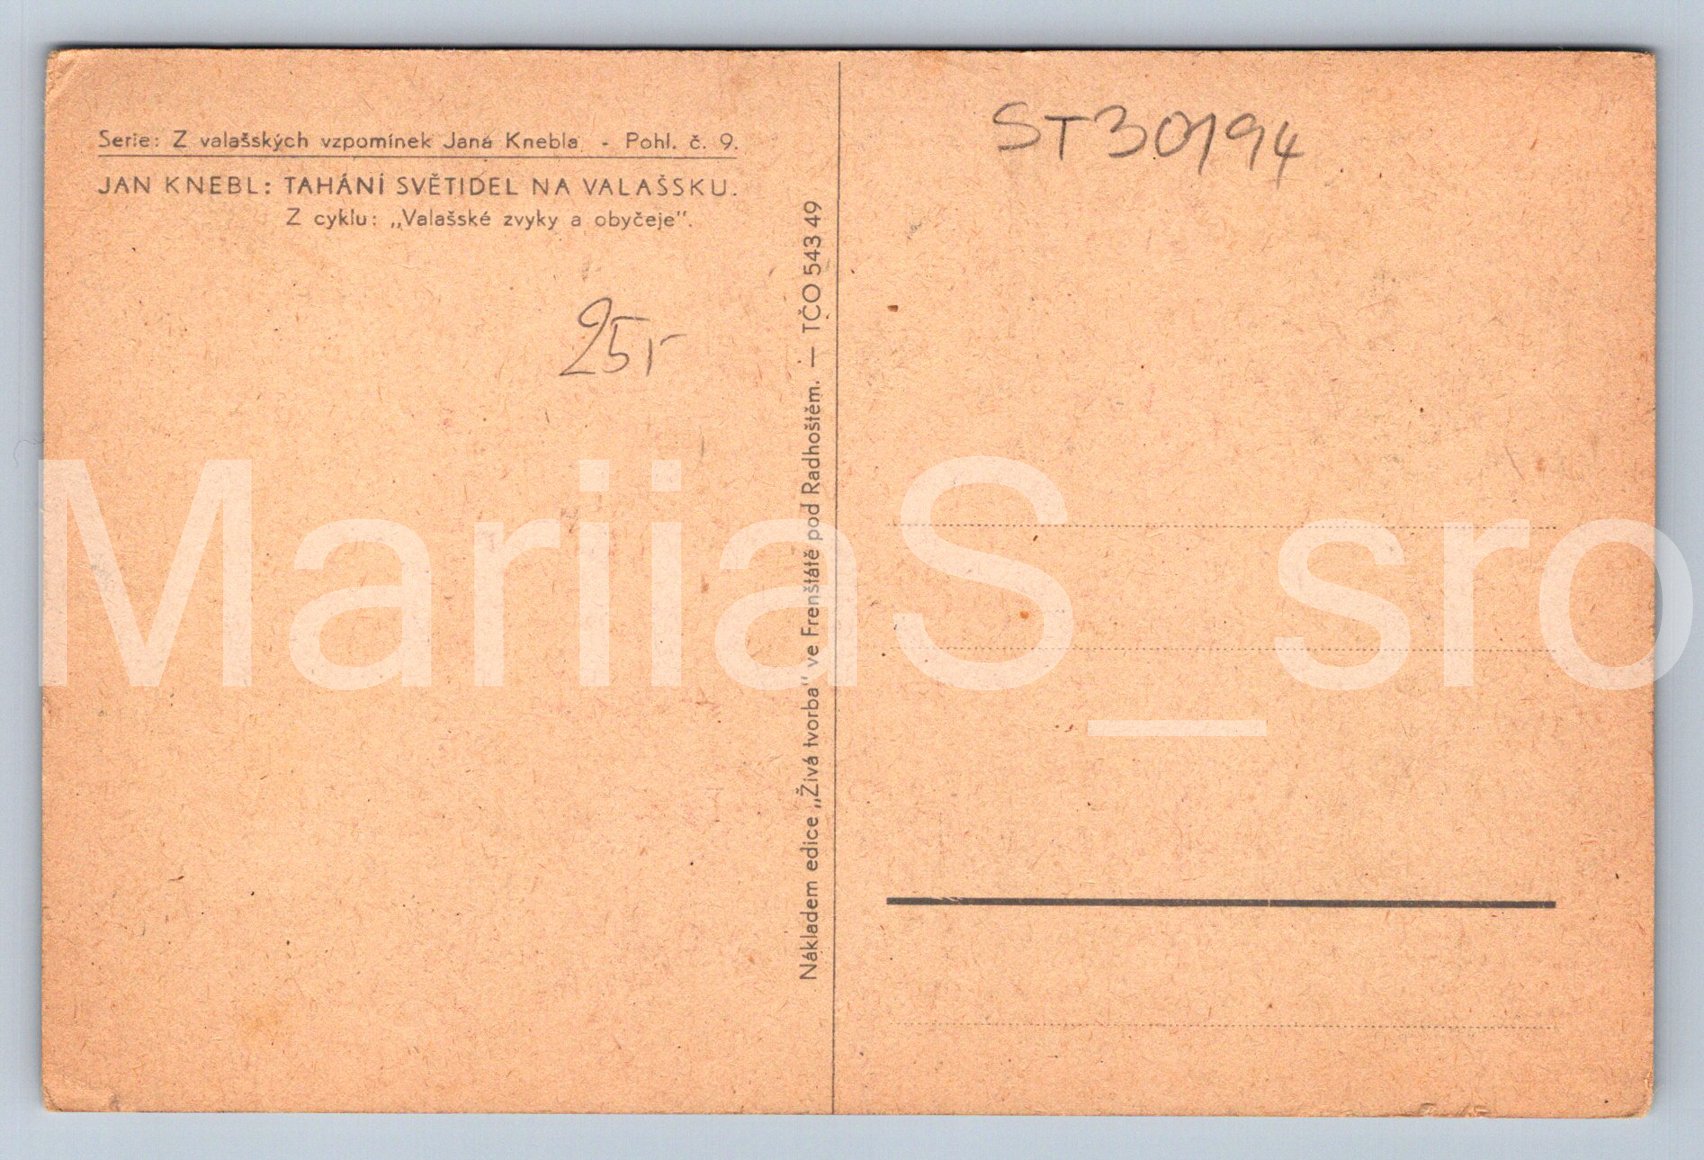 Serie: Z valašských vzpomínek Jana Knebla - Pohl. č. 9.
JAN KNEBL: TAHÁNÍ SVĚTIDEL NA VALAŠSKU.
Z cyklu: „Valašské zvyky a obyčeje".
25,-
Nákladem edice „Živá tvorba" ve Frenštátě pod Radhoštěm. — TČO 543 49
ST30194
MariiaS_sro